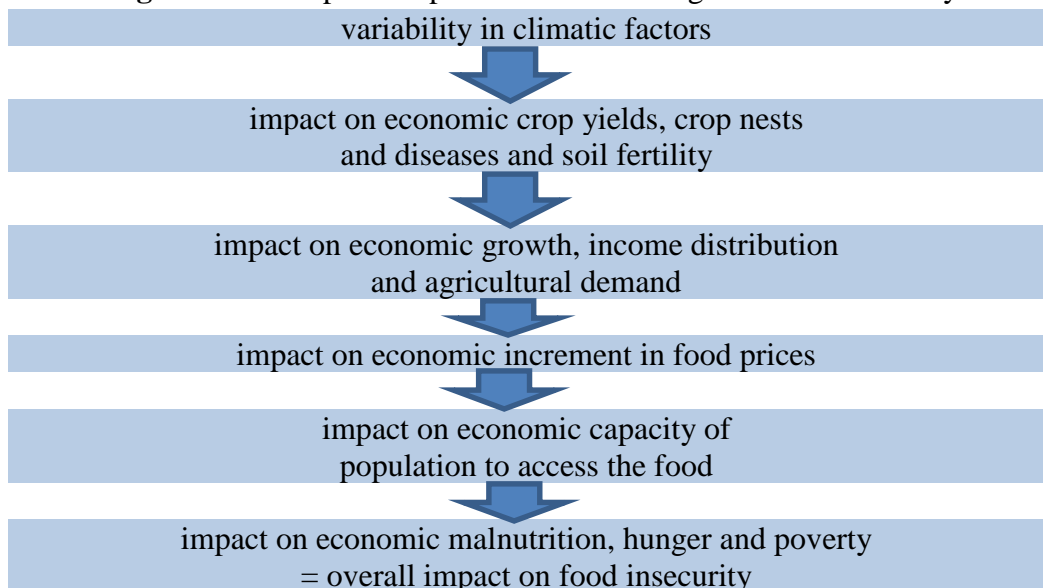 variability in climatic factors
impact on economic crop yields, crop nests
and diseases and soil fertility
impact on economic growth, income distribution
and agricultural demand
impact on economic increment in food prices
impact on economic capacity of
population to access the food
impact on economic malnutrition, hunger and poverty
= overall impact on food insecurity